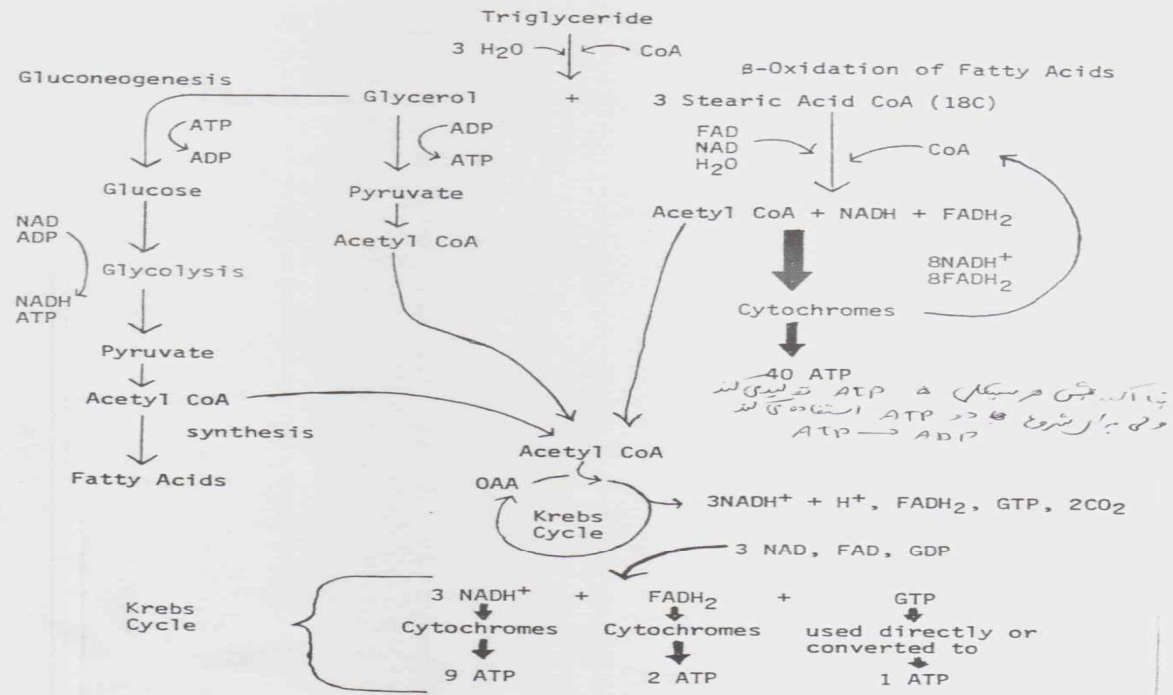 Triglyceride
3 H₂O CoA
Gluconeogenesis
β-Oxidation of Fatty Acids
Glycerol + 3 Stearic Acid CoA (18C)
ATP
ADP
ADP
ATP
FAD
NAD
H₂O
CoA
Glucose
Pyruvate
Acetyl CoA + NADH + FADH₂
NAD
ADP
Acetyl CoA
Glycolysis
8NADH⁺
8FADH₂
NADH
ATP
Cytochromes
Pyruvate
40 ATP
ATP
ATP استفاده
ATP → ADP
Acetyl CoA
synthesis
Acetyl CoA
Fatty Acids
OAA
Krebs
Cycle
3NADH⁺ + H⁺, FADH₂, GTP, 2CO₂
3 NAD, FAD, GDP
Krebs
Cycle
3 NADH⁺ + FADH₂ + GTP
Cytochromes Cytochromes used directly or
converted to
9 ATP 2 ATP 1 ATP